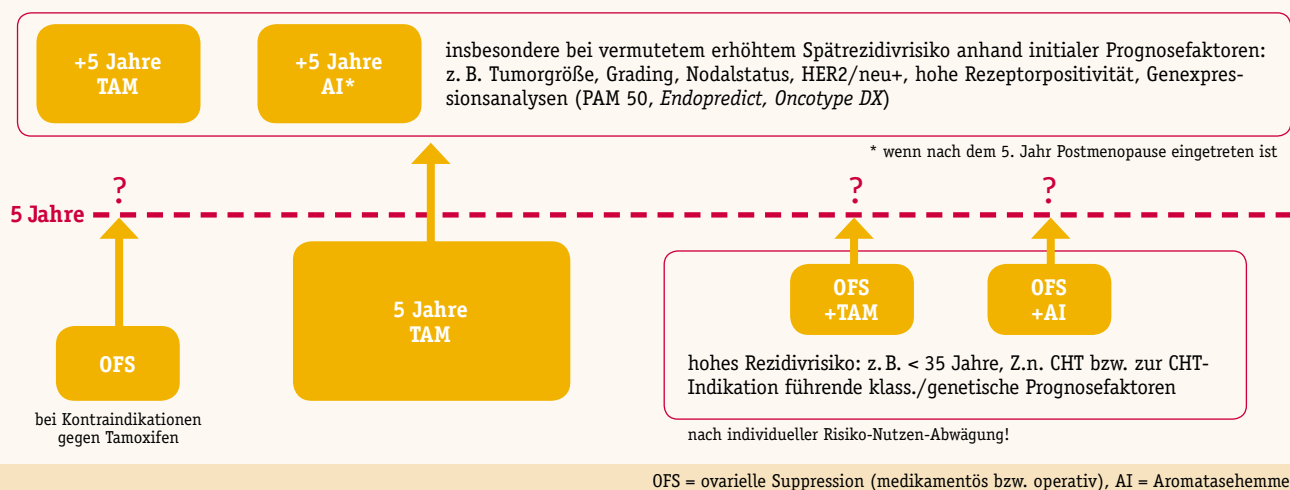 +5 Jahre
TAM
+5 Jahre
AI*
insbesondere bei vermutetem erhöhtem Spätrezidivrisiko anhand initialer Prognosefaktoren:
z. B. Tumorgröße, Grading, Nodalstatus, HER2/neu+, hohe Rezeptorpositivität, Genexpres-
sionsanalysen (PAM 50, Endopredict, Oncotype DX)
* wenn nach dem 5. Jahr Postmenopause eingetreten ist
?
?
?
5 Jahre
OFS
bei Kontraindikationen
gegen Tamoxifen
5 Jahre
TAM
OFS
+TAM
OFS
+AI
hohes Rezidivrisiko: z. B. < 35 Jahre, Z.n. CHT bzw. zur CHT-
Indikation führende klass./genetische Prognosefaktoren
nach individueller Risiko-Nutzen-Abwägung!
OFS = ovarielle Suppression (medikamentös bzw. operativ), AI = Aromatasehemme